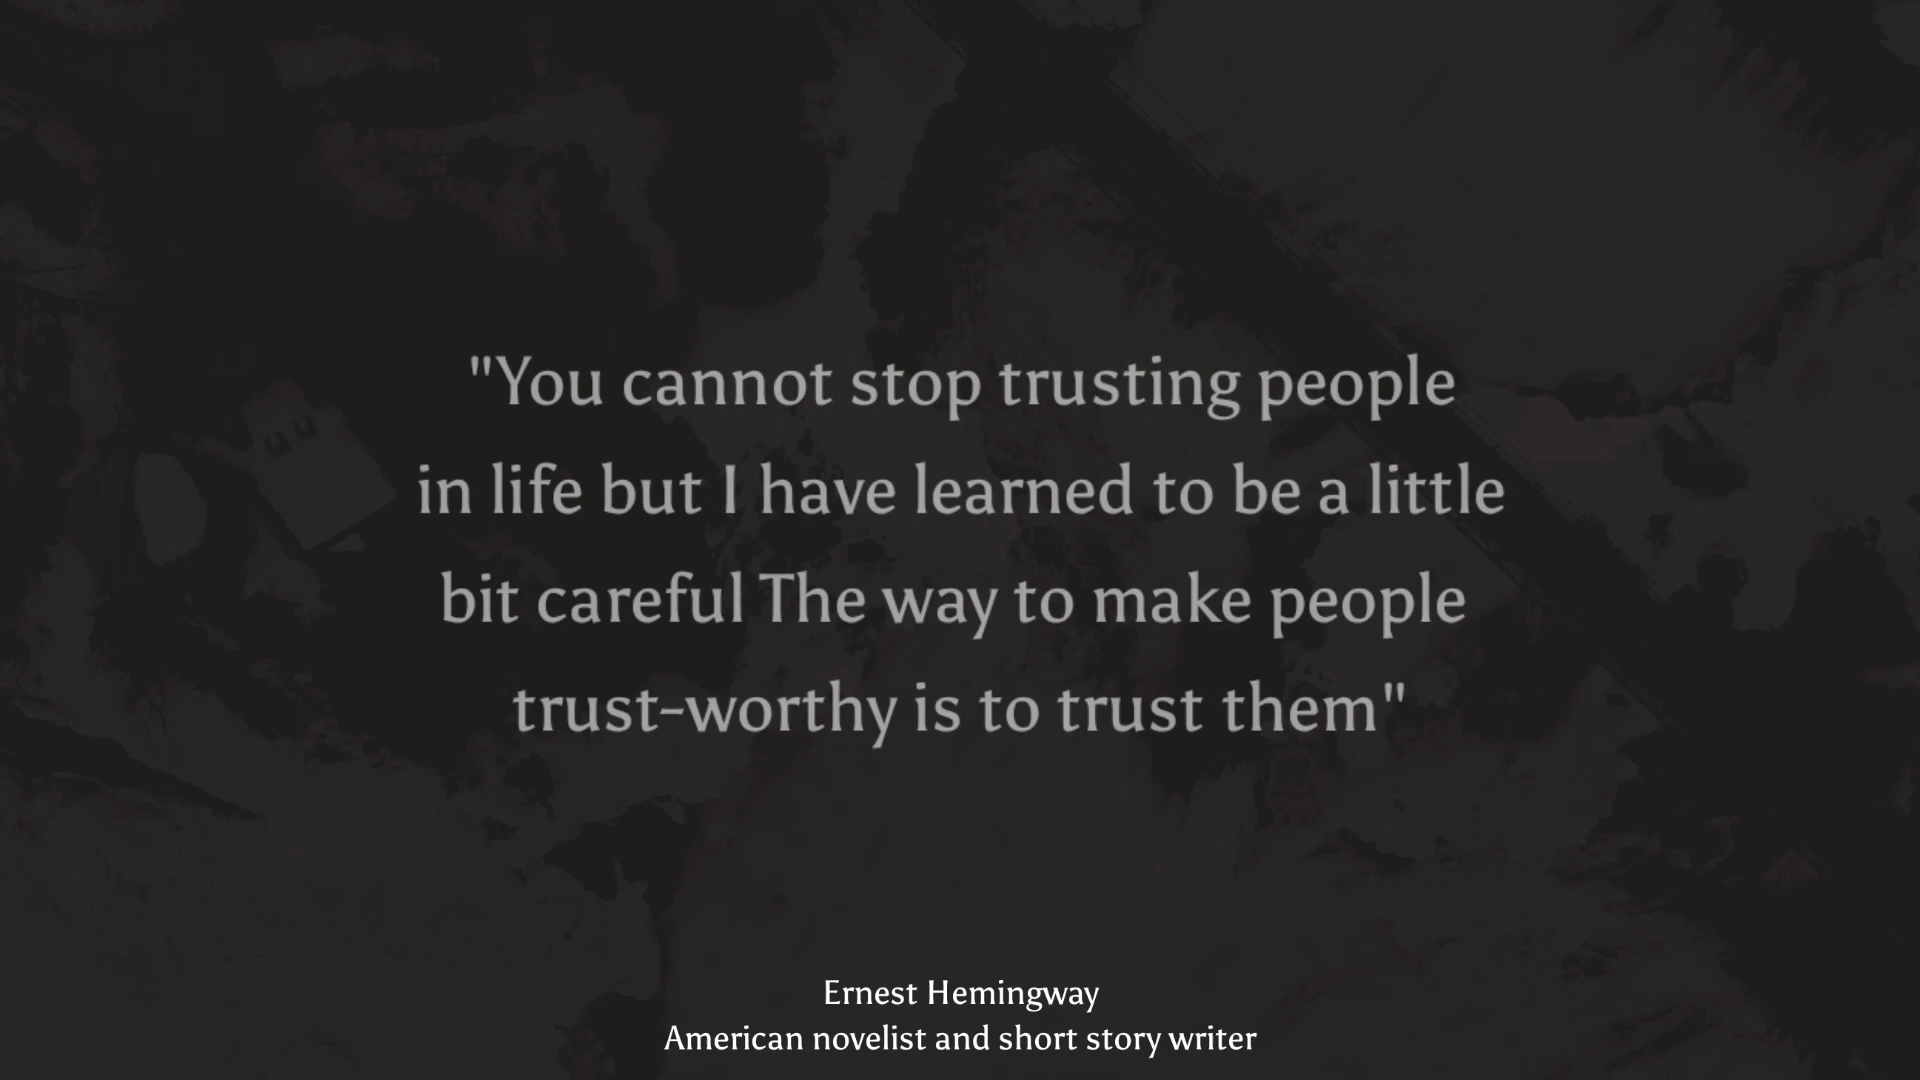 "You cannot stop trusting people
in life but I have learned to be a little
bit careful The way to make people
trust-worthy is to trust them"
Ernest Hemingway
American novelist and short story writer